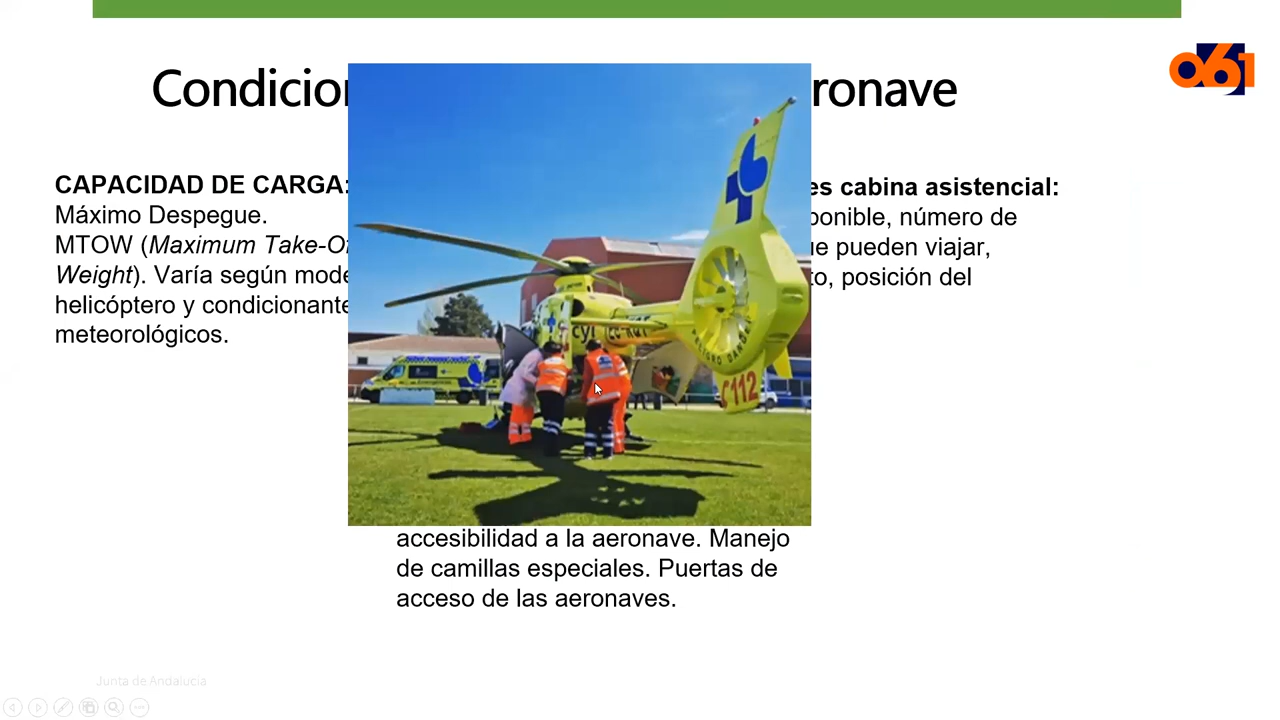 Condicion
ronave
061
CAPACIDAD DE CARGA:
Máximo Despegue.
MTOW (Maximum Take-Of
Weight). Varía según mode
helicóptero y condicionante
meteorológicos.
es cabina asistencial:
ponible, número de
ue pueden viajar,
to, posición del
PELIGRO
112
accesibilidad a la aeronave. Manejo
de camillas especiales. Puertas de
acceso de las aeronaves.
Junta de Andalucía